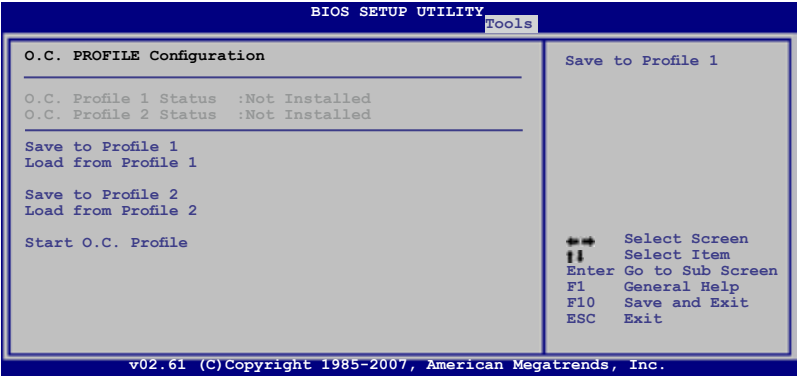 BIOS SETUP UTILITY
Tools
O.C. PROFILE Configuration
O.C. Profile 1 Status :Not Installed
O.C. Profile 2 Status :Not Installed
Save to Profile 1
Load from Profile 1
Save to Profile 2
Load from Profile 2
Start O.C. Profile
Save to Profile 1
Select Screen
Select Item
Enter Go to Sub Screen
F1 General Help
F10 Save and Exit
ESC Exit
v02.61 (C)Copyright 1985-2007, American Megatrends, Inc.